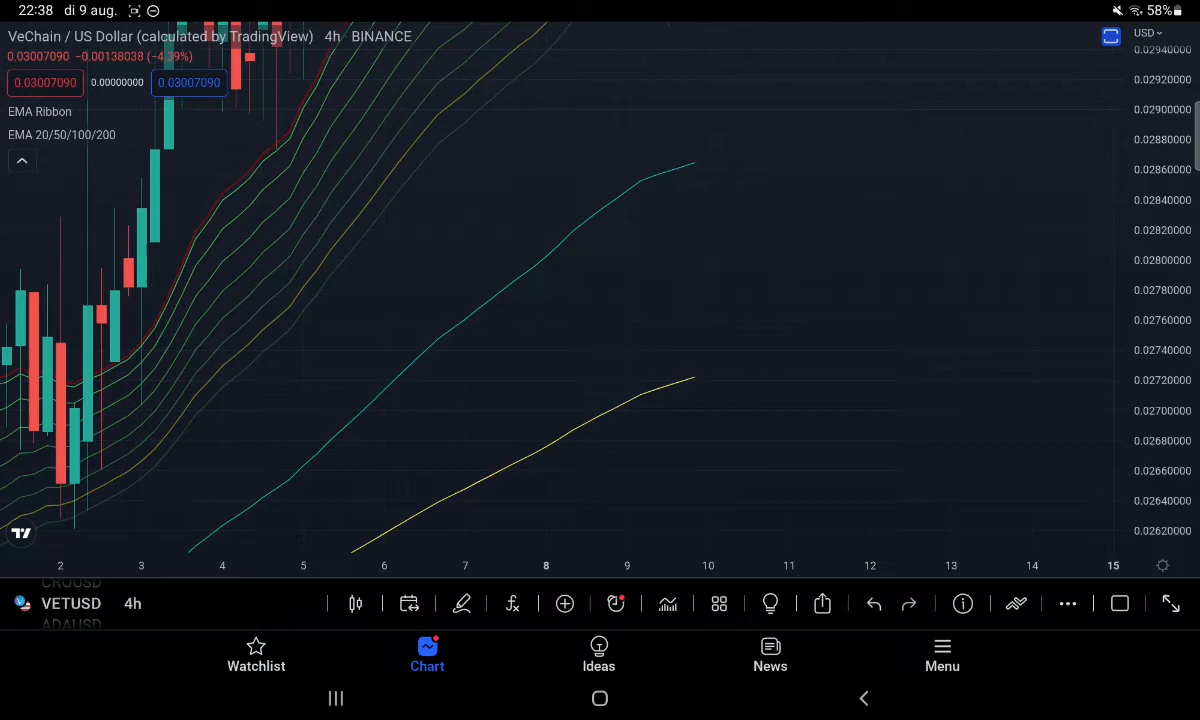 22:38 di 9 aug. 58%
VeChain / US Dollar (calculated by TradingView) 4h BINANCE USD
0.03007090 −0.00138038 (−4.39%)
0.03007090 0.00000000 0.03007090
EMA Ribbon
EMA 20/50/100/200
0.02940000
0.02920000
0.02900000
0.02880000
0.02860000
0.02840000
0.02820000
0.02800000
0.02780000
0.02760000
0.02740000
0.02720000
0.02700000
0.02680000
0.02660000
0.02640000
0.02620000
2 3 4 5 6 7 8 9 10 11 12 13 14 15
CROUSD
VETUSD 4h
ADAUSD
Watchlist Chart Ideas News Menu